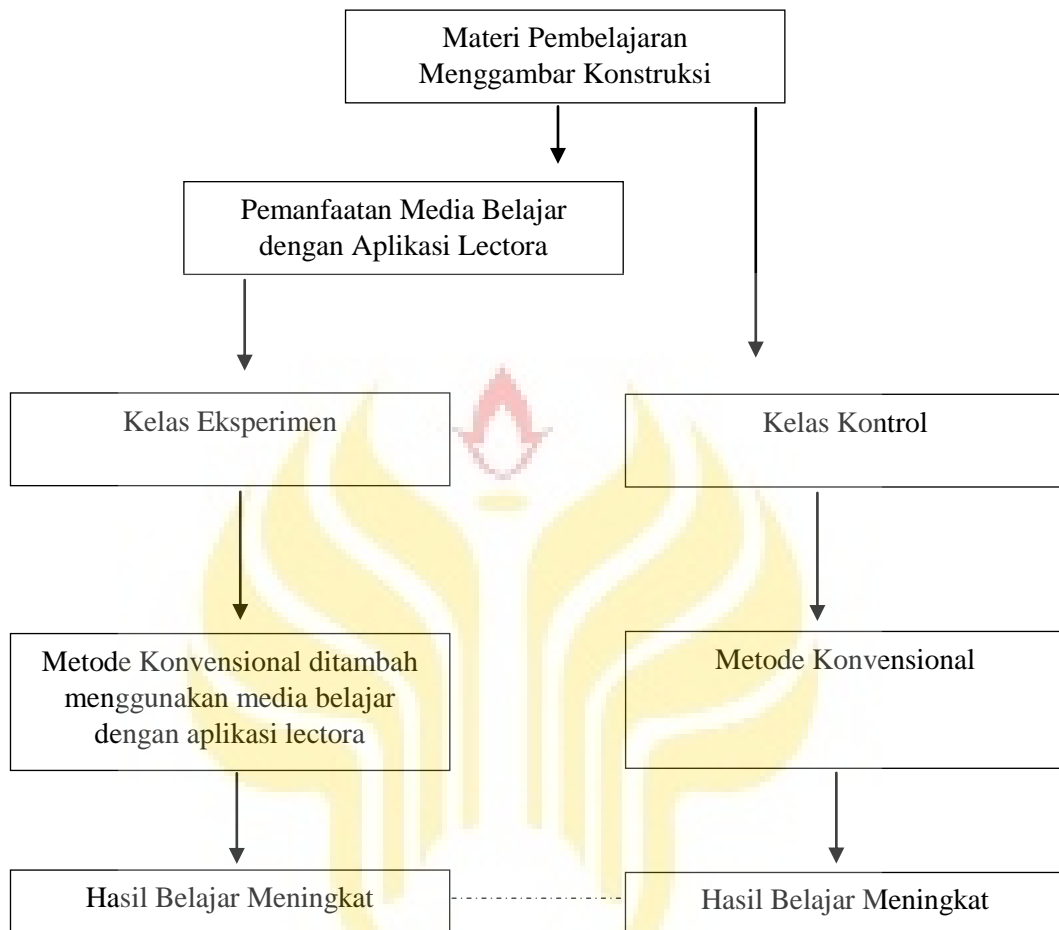 Materi Pembelajaran
Menggambar Konstruksi
Pemanfaatan Media Belajar
dengan Aplikasi Lectora
Kelas Eksperimen
Kelas Kontrol
Metode Konvensional ditambah
menggunakan media belajar
dengan aplikasi lectora
Metode Konvensional
Hasil Belajar Meningkat
Hasil Belajar Meningkat